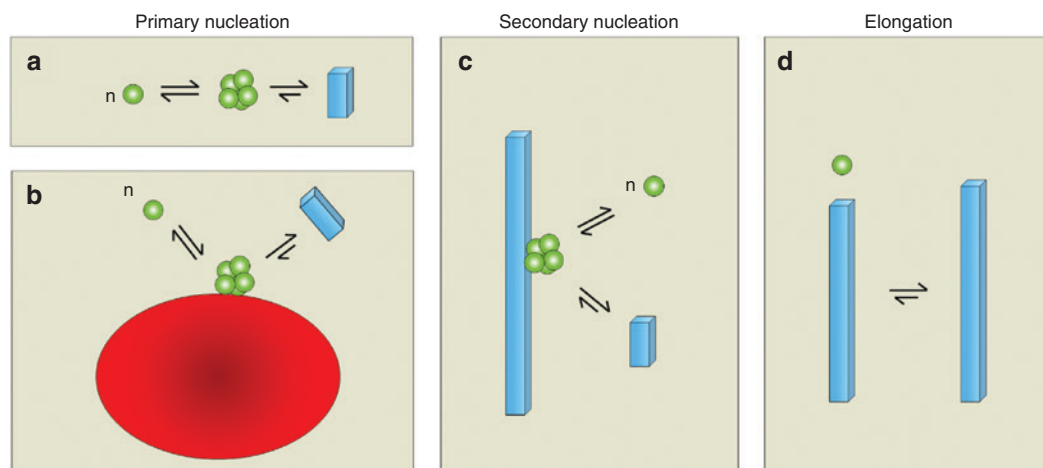 Primary nucleation
Secondary nucleation
Elongation
a
n
b
n
c
n
d